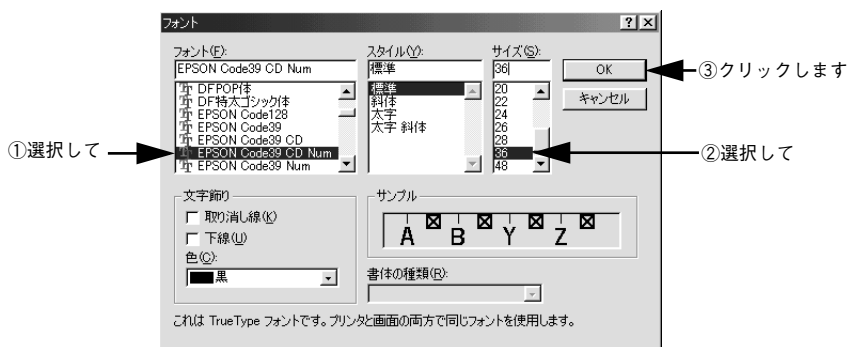 フォント
フォント(F):
EPSON Code39 CD Num
DFPOP体
DF特太ゴシック体
EPSON Code128
EPSON Code39
EPSON Code39 CD
EPSON Code39 CD Num
EPSON Code39 Num
スタイル(Y):
標準
標準
斜体
太字
太字 斜体
サイズ(S):
36
20
22
24
26
28
36
48
OK
キャンセル
③クリックします
①選択して
②選択して
文字飾り
取り消し線(K)
下線(U)
色(C):
黒
サンプル
A B Y Z
書体の種類(R):
これは TrueType フォントです。プリンタと画面の両方で同じフォントを使用します。